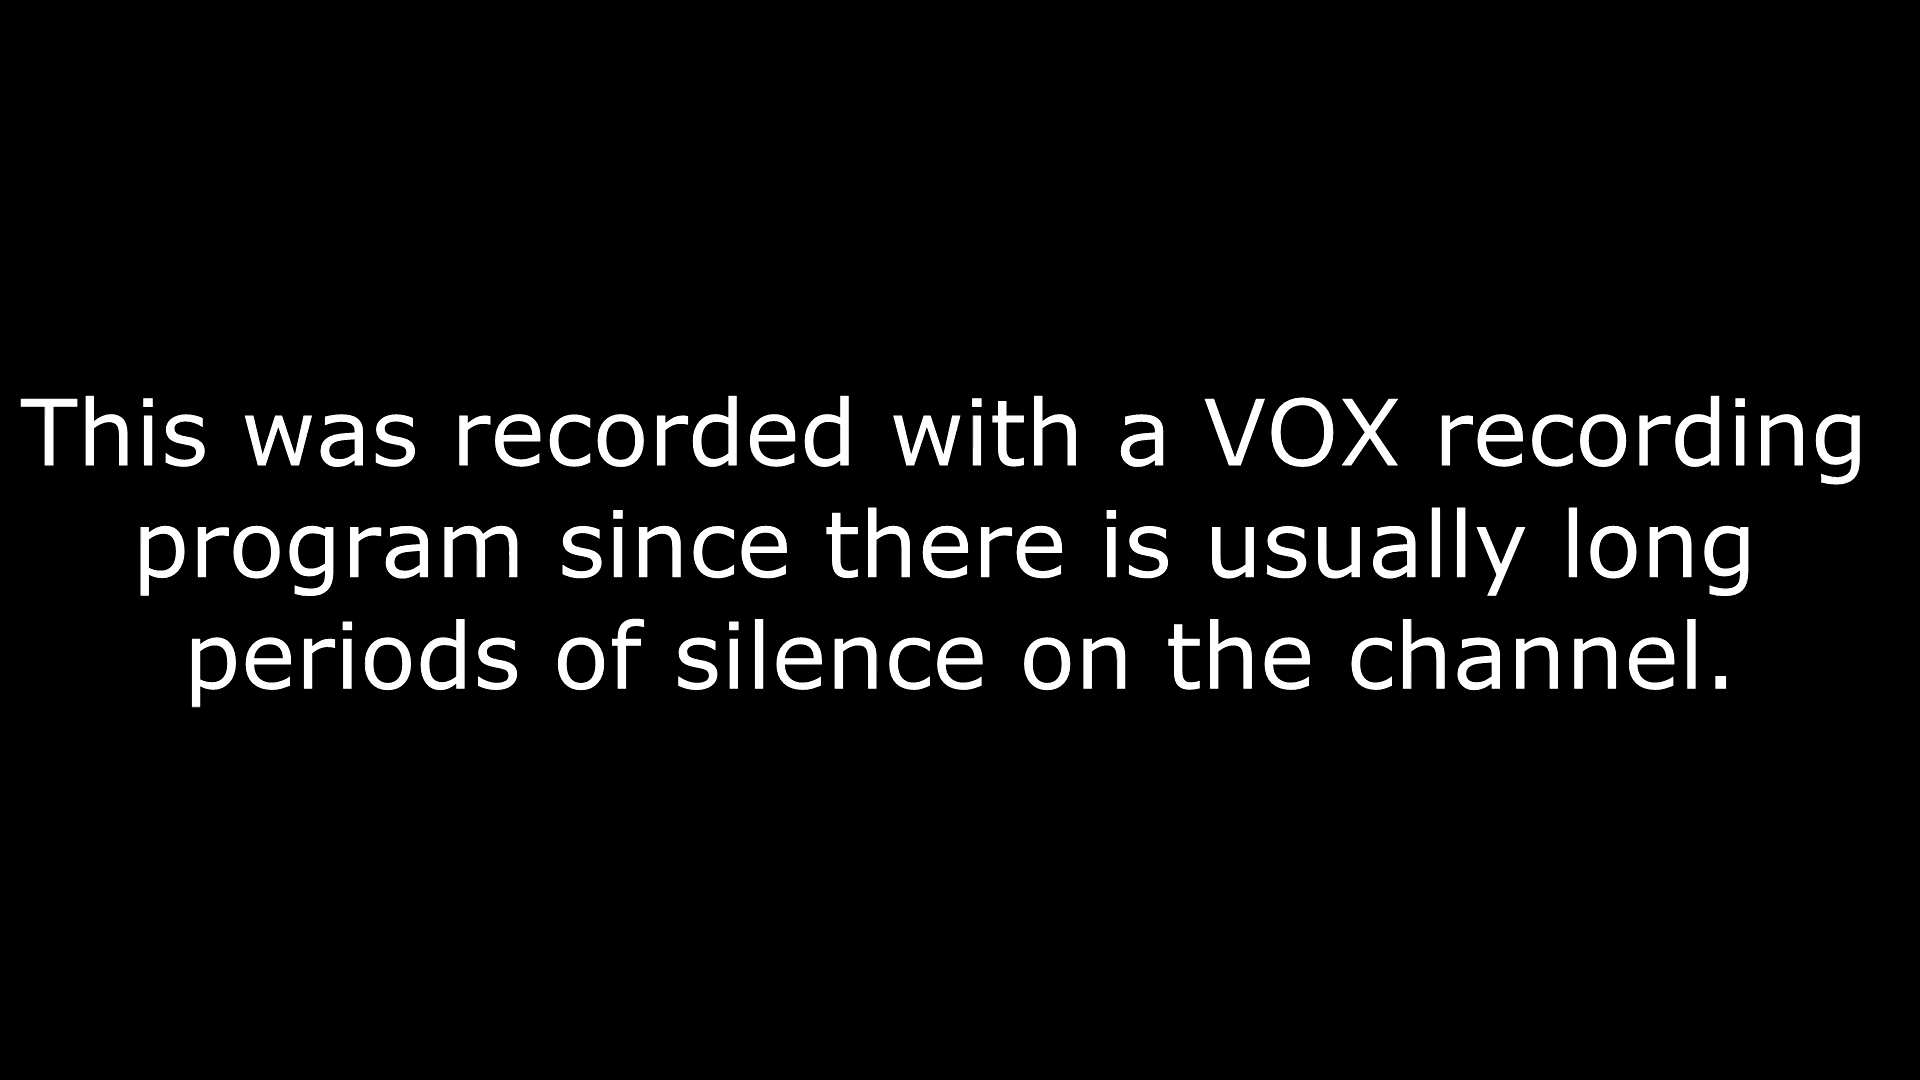 This was recorded with a VOX recording
program since there is usually long
periods of silence on the channel.